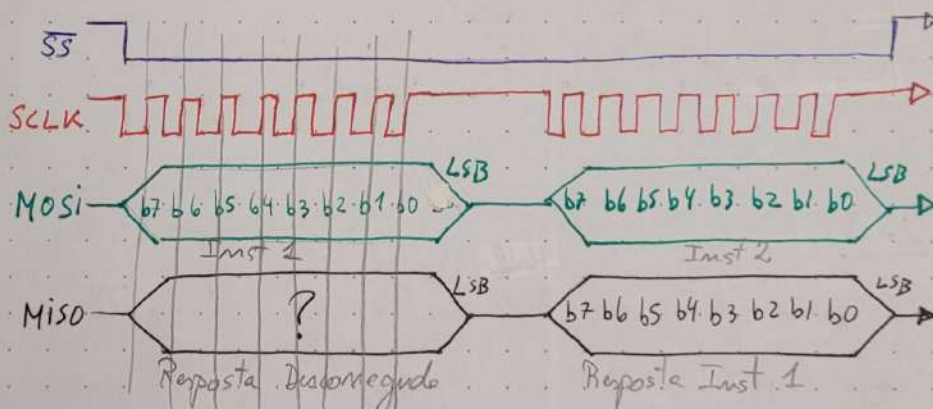 SS
SCLK
LSB LSB
MOSi b7 b6 b5 b4 b3 b2 b1 b0 b7 b6 b5 b4 b3 b2 b1 b0
Inst 1 Inst 2
LSB LSB
MiSO ? b7 b6 b5 b4 b3 b2 b1 b0
Resposta Resposta Inst 1